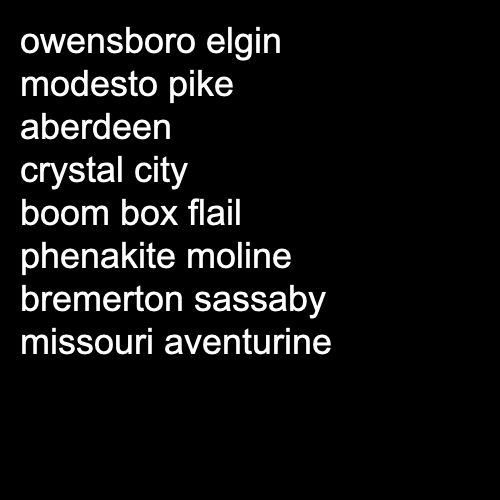 owensboro elgin
modesto pike
aberdeen
crystal city
boom box flail
phenakite moline
bremerton sassaby
missouri aventurine